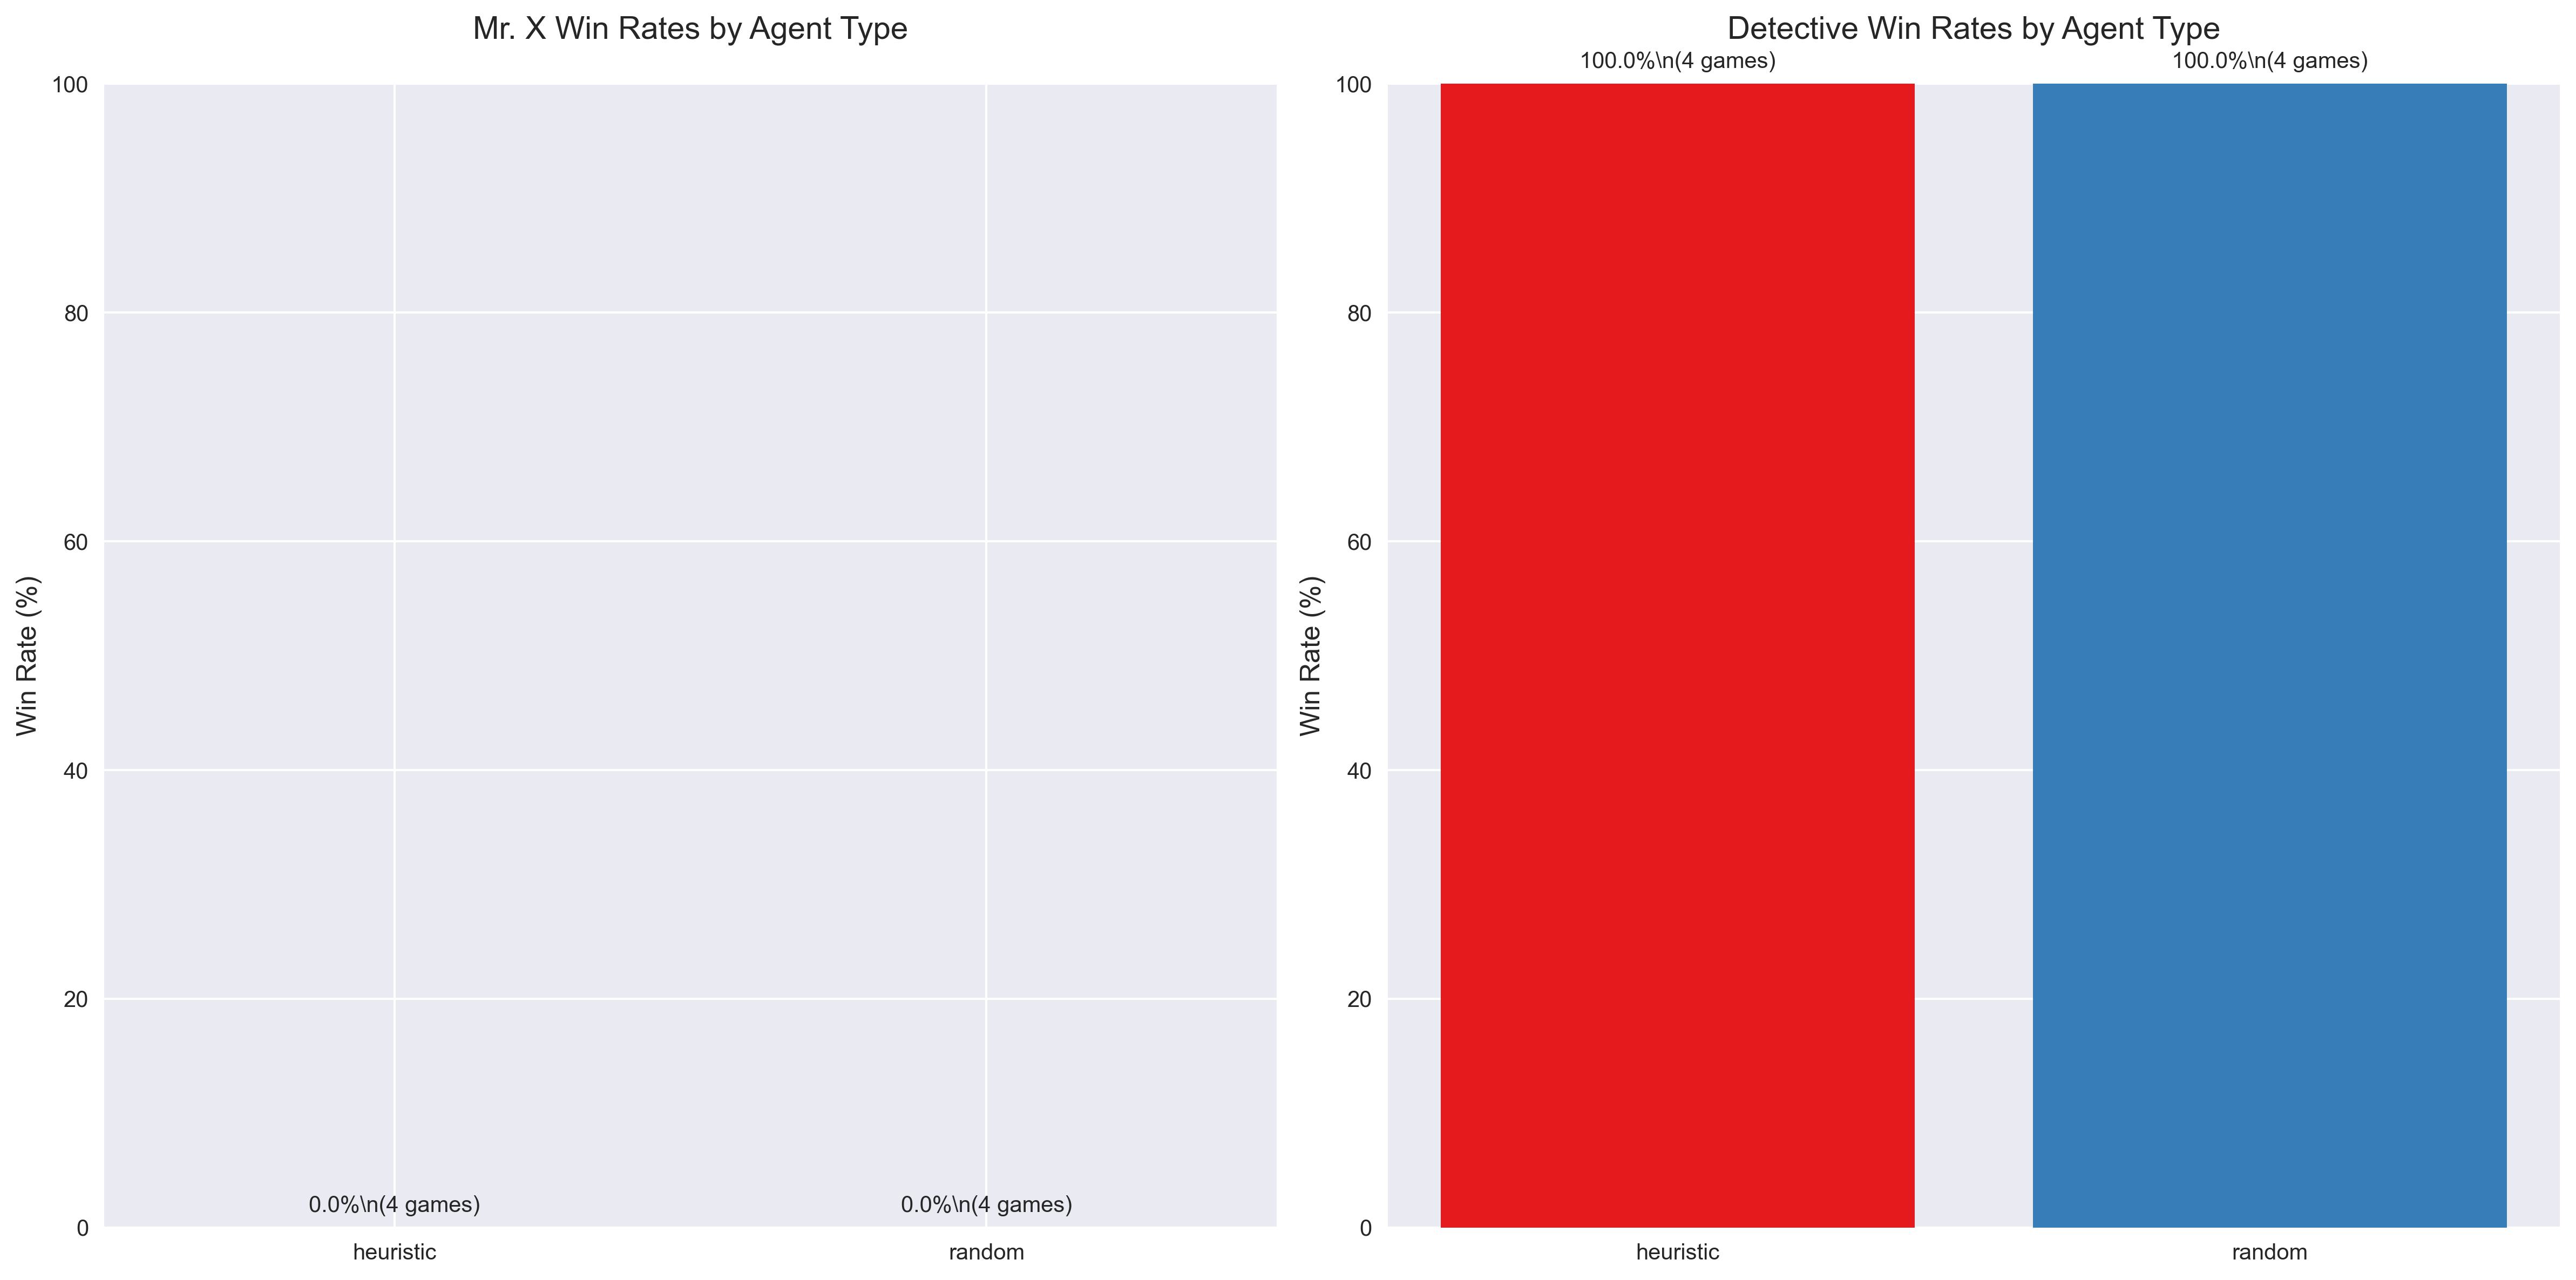 Mr. X Win Rates by Agent Type
Win Rate (%)
100
80
60
40
20
0
0.0%\n(4 games)
0.0%\n(4 games)
heuristic
random
Detective Win Rates by Agent Type
100.0%\n(4 games)
100.0%\n(4 games)
Win Rate (%)
100
80
60
40
20
0
heuristic
random